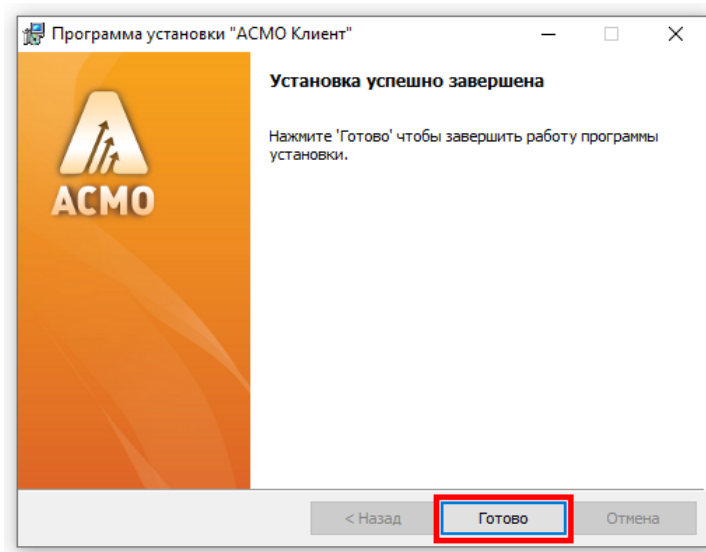 Программа установки "АСМО Клиент"
Установка успешно завершена
Нажмите 'Готово' чтобы завершить работу программы
установки.
АСМО
< Назад
Готово
Отмена